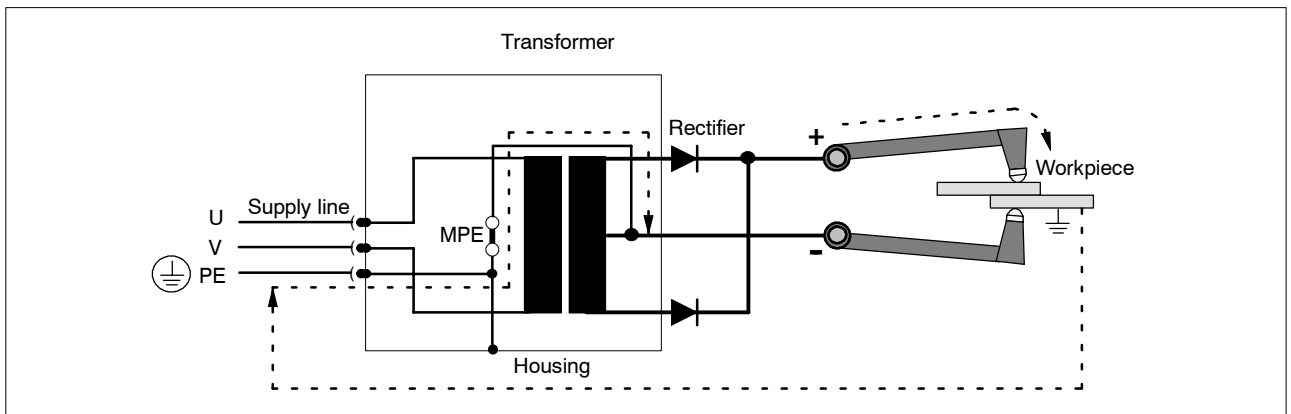 Transformer
Rectifier
+
Workpiece
Supply line
U
MPE
V
-
PE
Housing